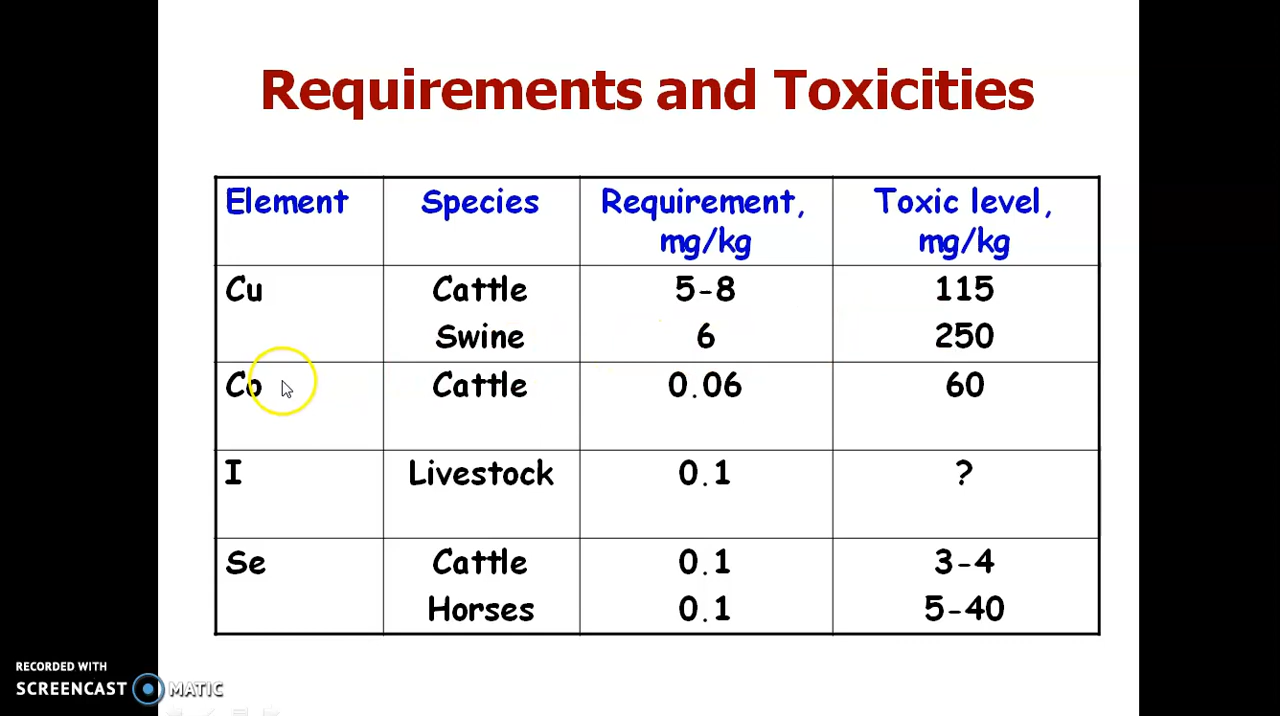 Requirements and Toxicities
Element Species Requirement, mg/kg Toxic level, mg/kg
Cu Cattle 5-8 115
Swine 6 250
Co Cattle 0.06 60
I Livestock 0.1 ?
Se Cattle 0.1 3-4
Horses 0.1 5-40
RECORDED WITH
SCREENCAST MATIC